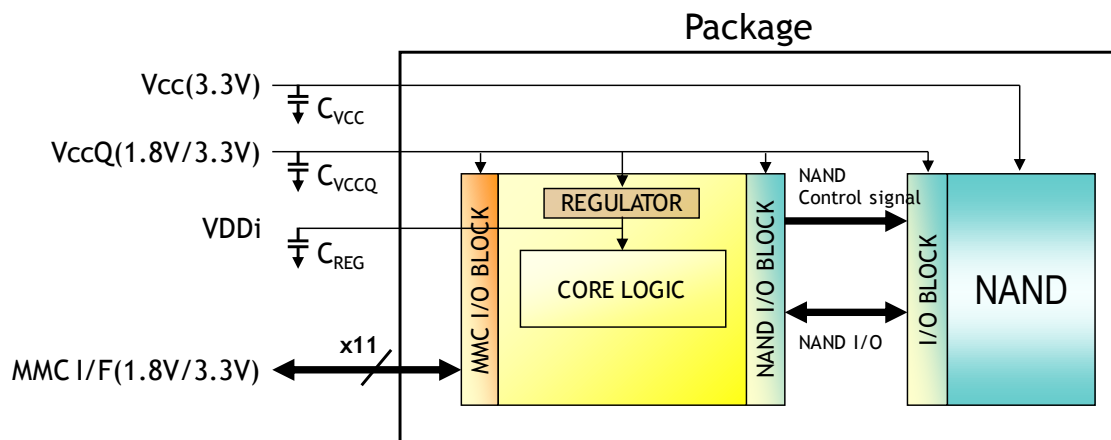 Package
Vcc(3.3V)
CVCC
VccQ(1.8V/3.3V)
CVCCQ
VDDi
CREG
MMC I/F(1.8V/3.3V)
x11
MMC I/O BLOCK
REGULATOR
CORE LOGIC
NAND I/O BLOCK
NAND
Control signal
NAND I/O
I/O BLOCK
NAND